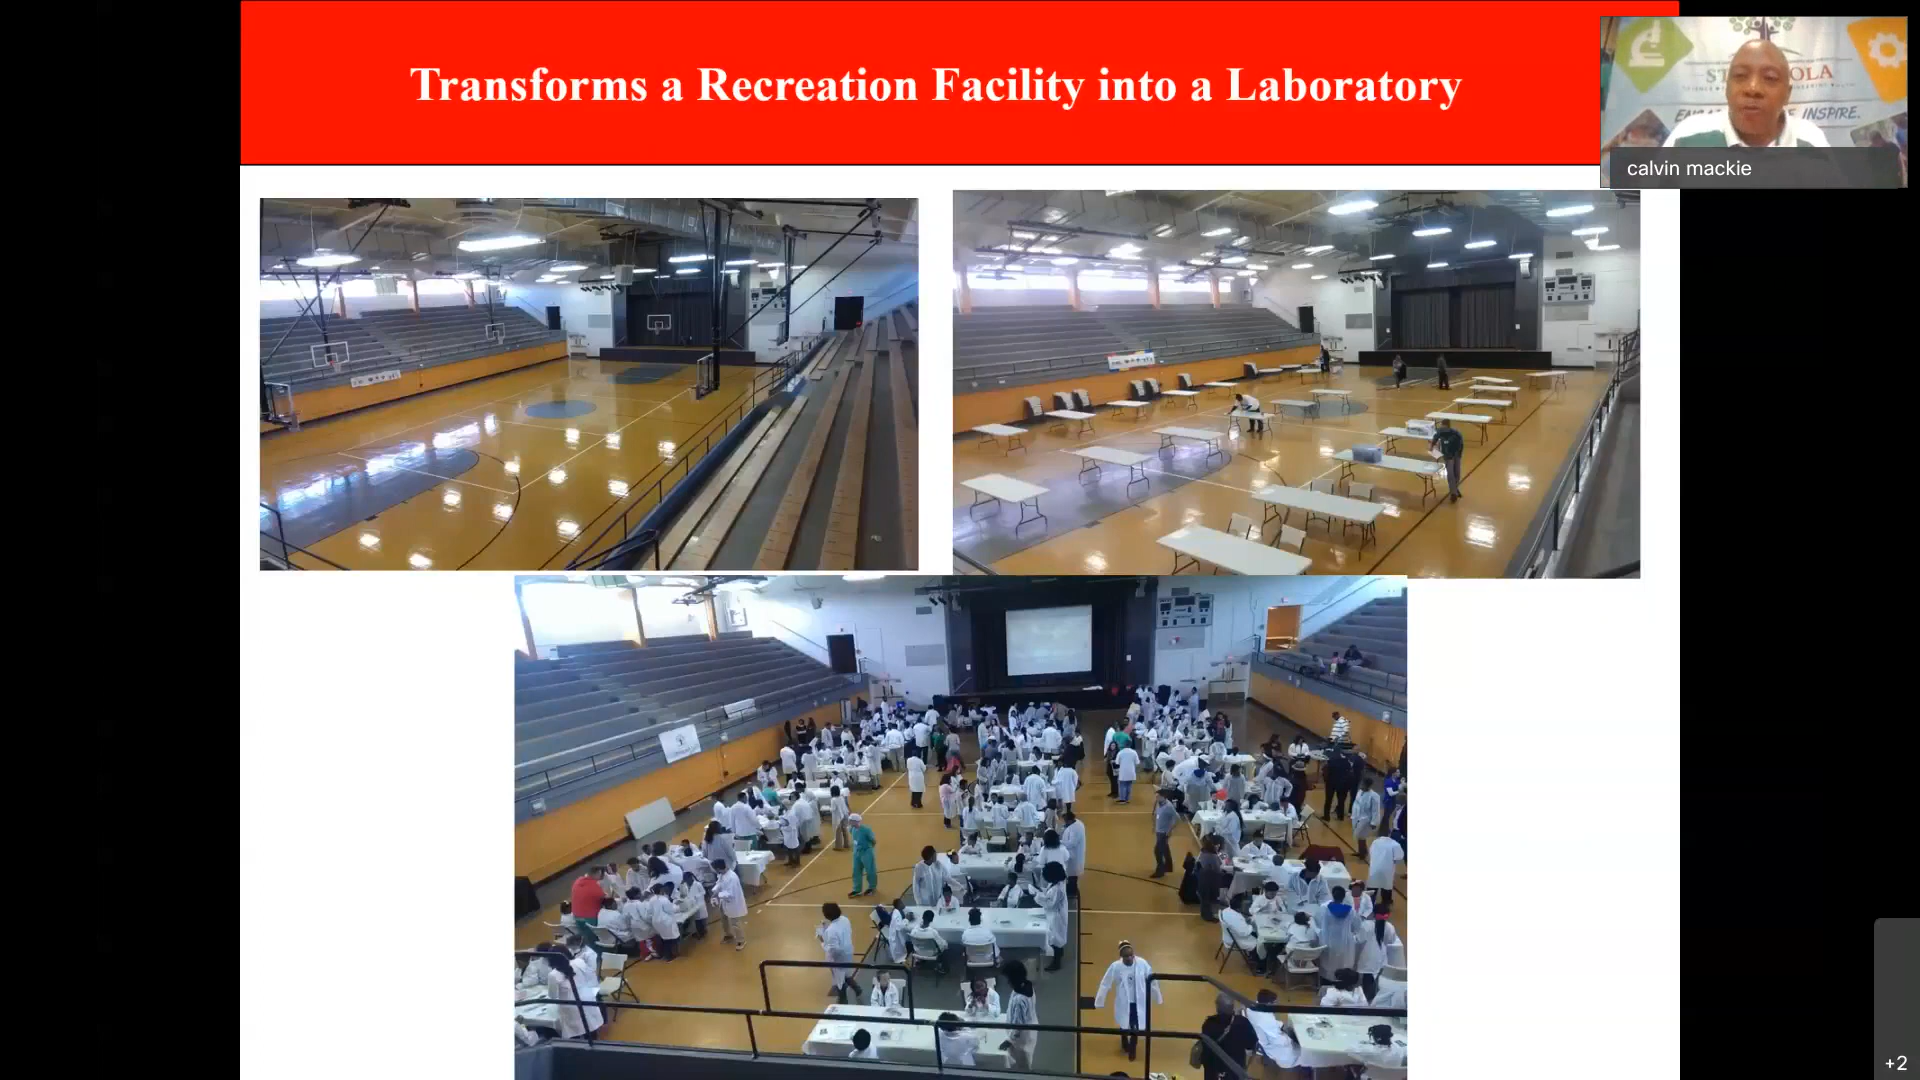 Transforms a Recreation Facility into a Laboratory
INSPIRE.
calvin mackie
+2